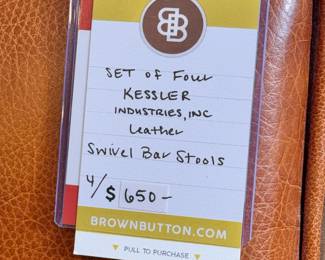 SET OF FOUR
KESSLER
INDUSTRIES, INC
Leather
Swivel Bar Stools
4/$650-
BROWNBUTTON.COM
▼ PULL TO PURCHASE ▼